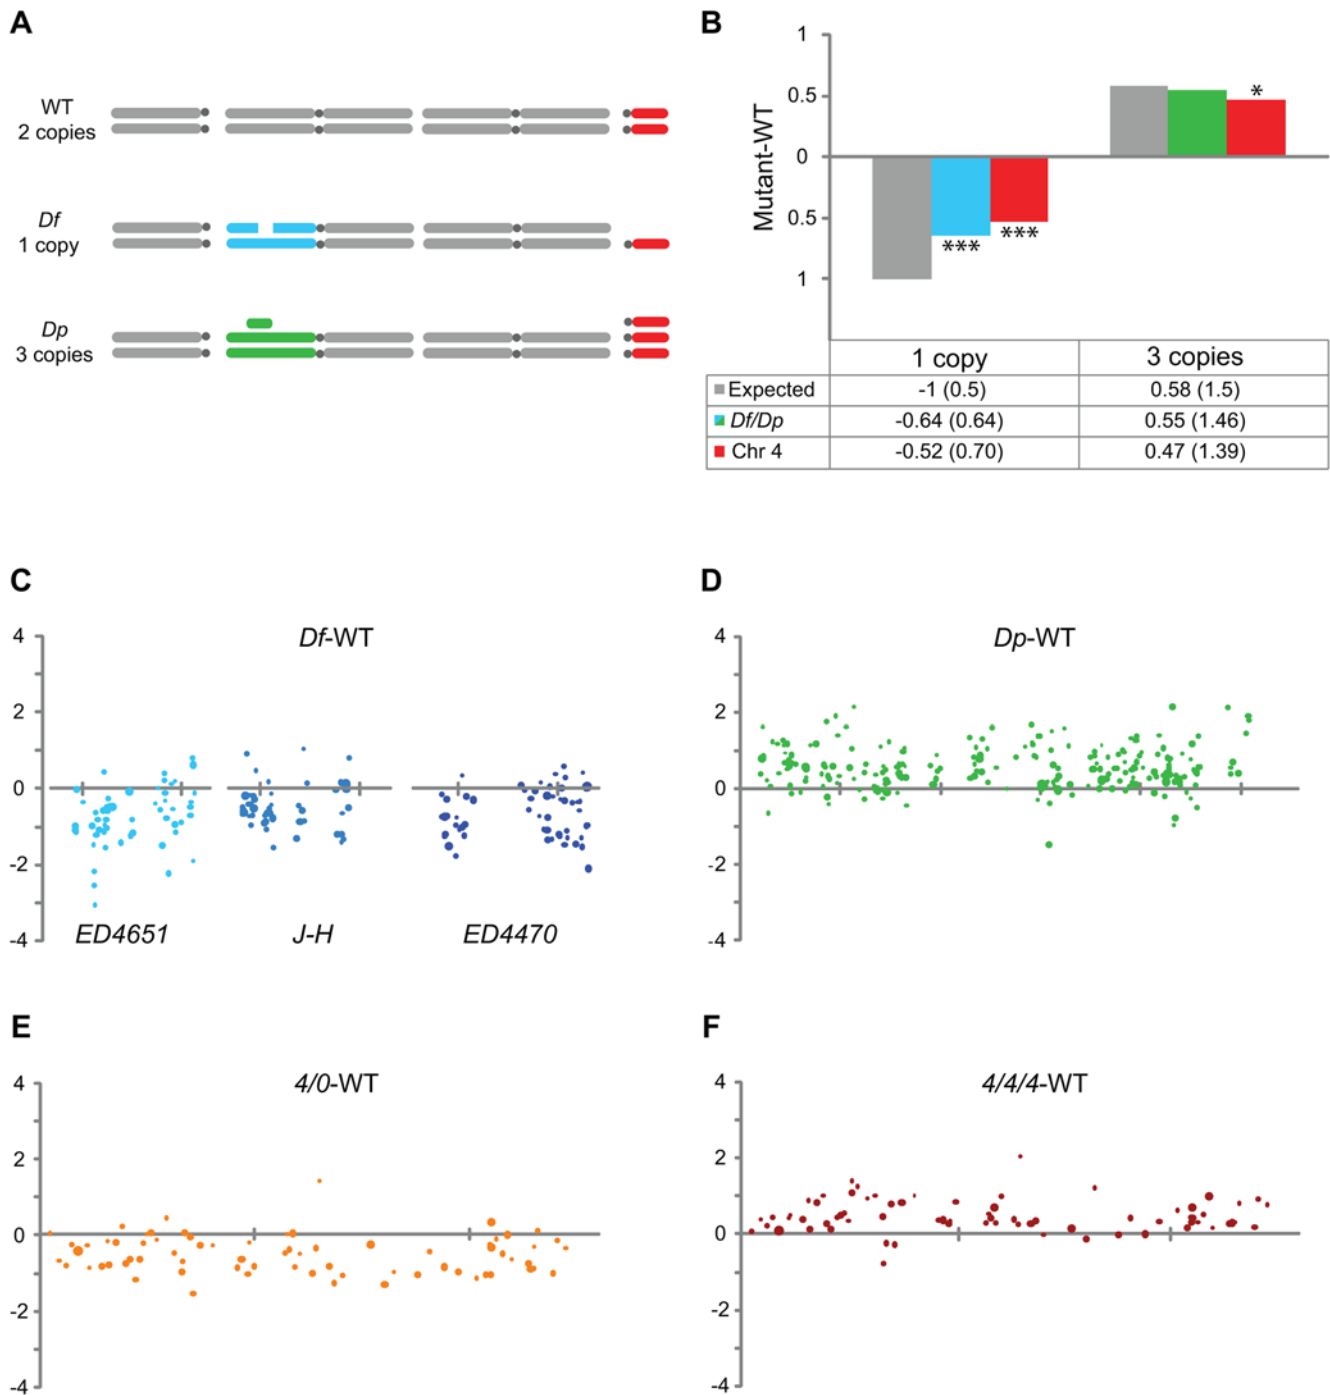 A
WT
2 copies
Df
1 copy
Dp
3 copies
B
Mutant-WT
1
0.5
0
0.5
1
***
***
*
1 copy 3 copies
Expected -1 (0.5) 0.58 (1.5)
Df/Dp -0.64 (0.64) 0.55 (1.46)
Chr 4 -0.52 (0.70) 0.47 (1.39)
C
Df-WT
4
2
0
-2
-4
ED4651 J-H ED4470
D
Dp-WT
4
2
0
-2
-4
E
4/0-WT
4
2
0
-2
-4
F
4/4/4-WT
4
2
0
-2
-4